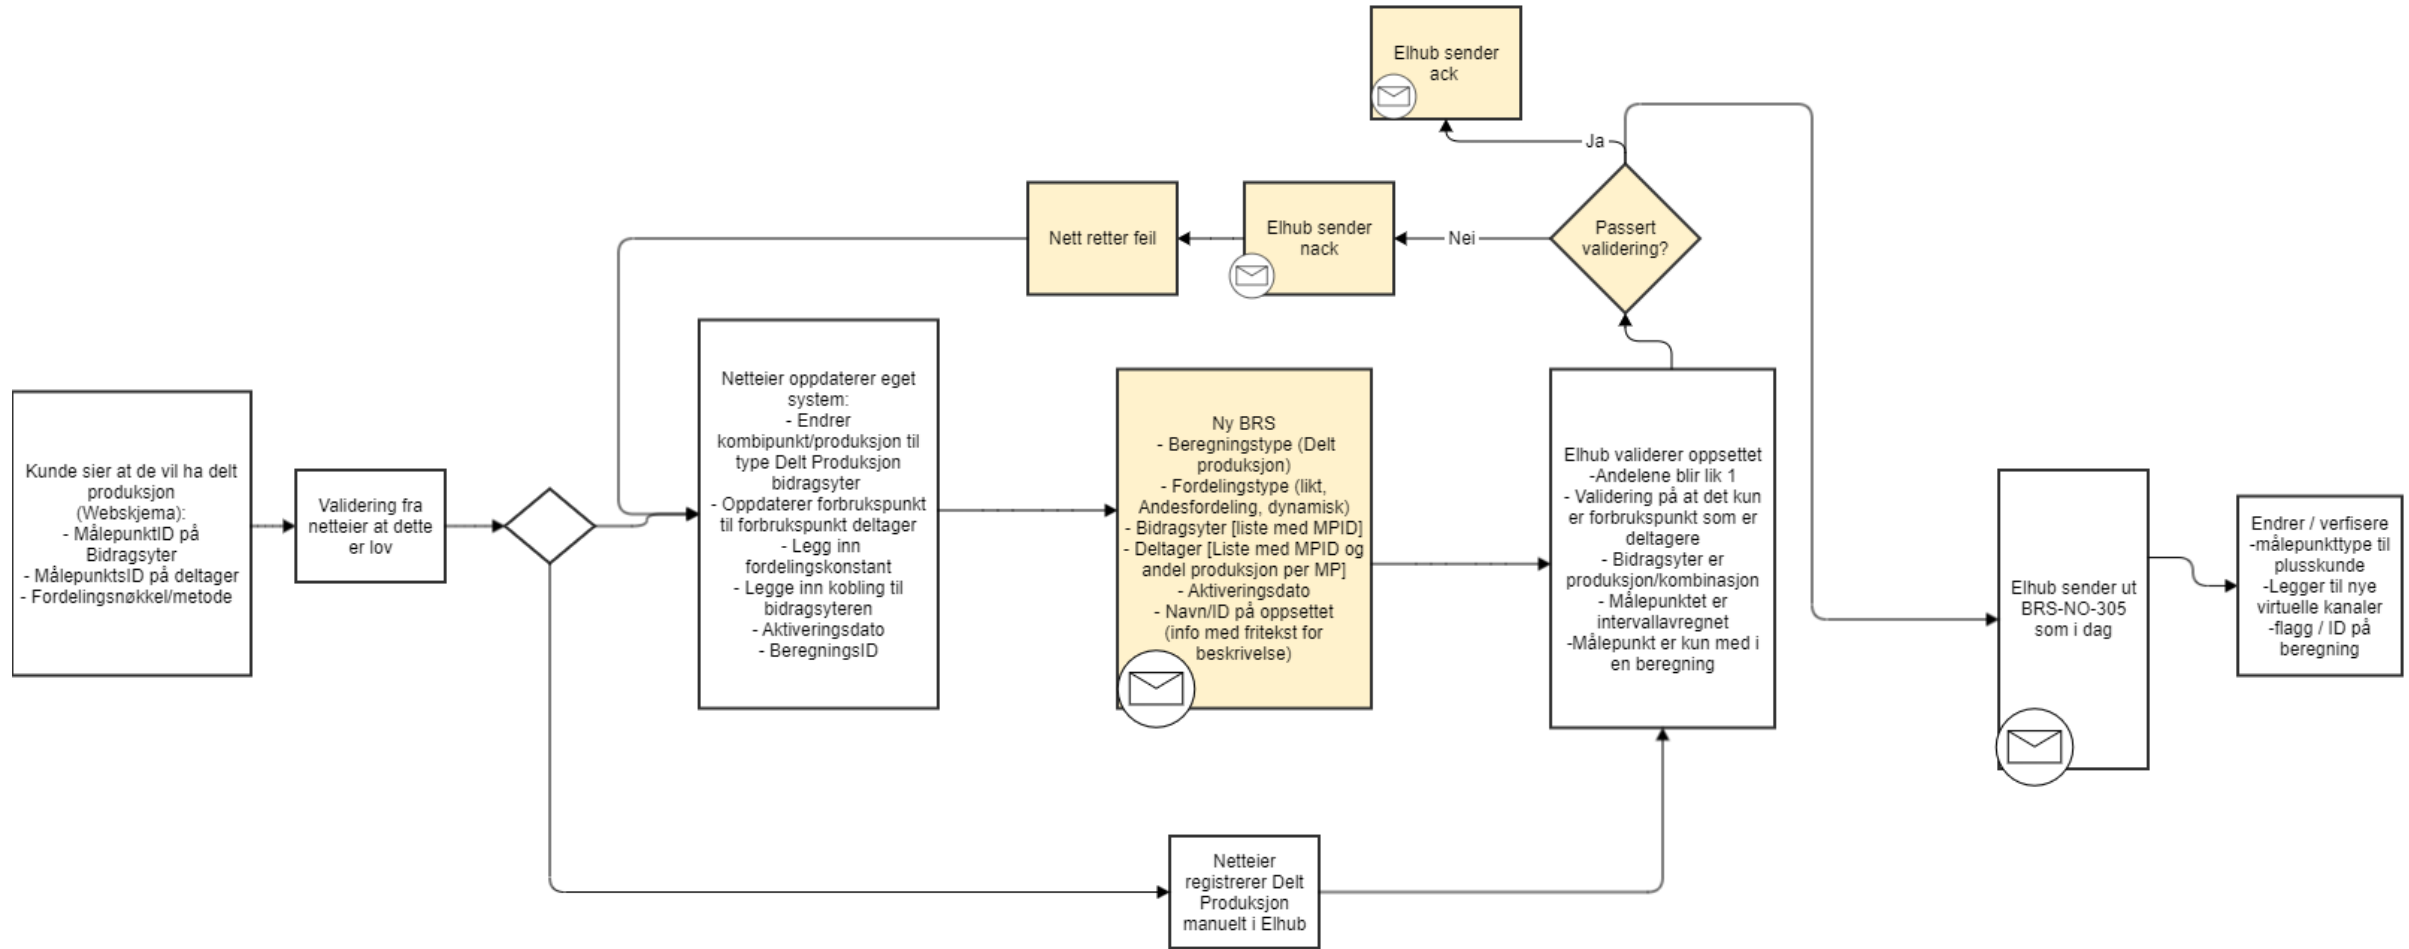 Kunde sier at de vil ha delt
produksjon
(Webskjema):
- MålepunktID på
Bidragsyter
- MålepunktsID på deltager
- Fordelingsnøkkel/metode
Validering fra
netteier at dette
er lov
Netteier oppdaterer eget
system:
- Endrer
kombipunkt/produksjon til
type Delt Produksjon
bidragsyter
- Oppdaterer forbrukspunkt
til forbrukspunkt deltager
- Legg inn
fordelingskonstant
- Legge inn kobling til
bidragsyteren
- Aktiveringsdato
- BeregningsID
Nett retter feil
Elhub sender
nack
Nei
Elhub sender
ack
Ja
Passert
validering?
Ny BRS
- Beregningstype (Delt
produksjon)
- Fordelingstype (likt,
Andesfordeling, dynamisk)
- Bidragsyter [liste med MPID]
- Deltager [Liste med MPID og
andel produksjon per MP]
- Aktiveringsdato
- Navn/ID på oppsettet
(info med fritekst for
beskrivelse)
Elhub validerer oppsettet
-Andelene blir lik 1
- Validering på at det kun
er forbrukspunkt som er
deltagere
- Bidragsyter er
produksjon/kombinasjon
- Målepunktet er
intervallavregnet
-Målepunkt er kun med i
en beregning
Netteier
registrerer Delt
Produksjon
manuelt i Elhub
Elhub sender ut
BRS-NO-305
som i dag
Endrer / verfisere
-målepunkttype til
plusskunde
-Legger til nye
virtuelle kanaler
-flagg / ID på
beregning